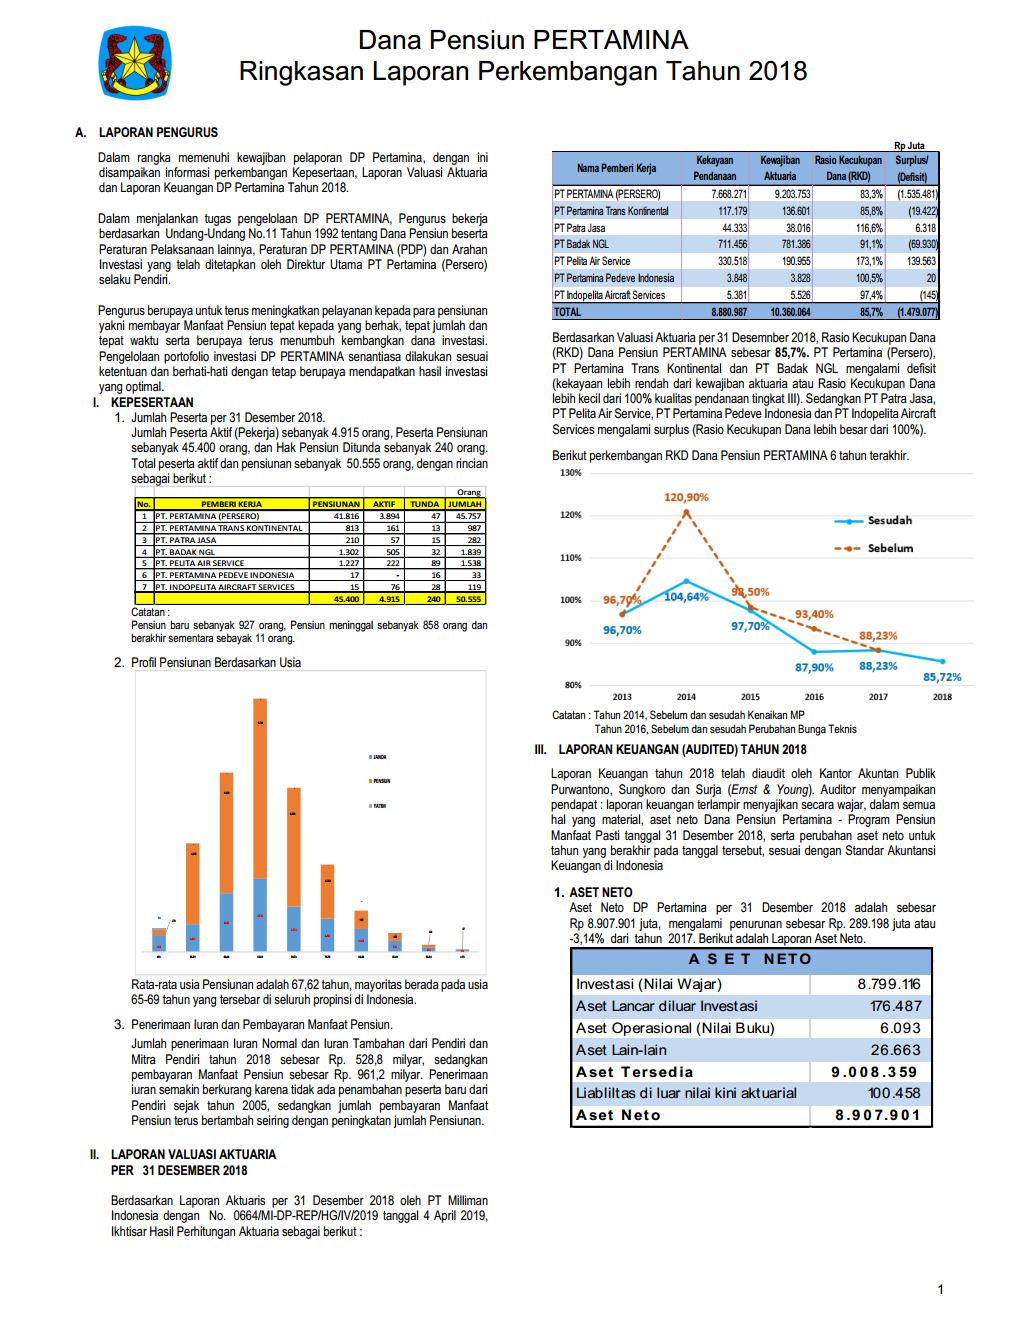 Dana Pensiun PERTAMINA
Ringkasan Laporan Perkembangan Tahun 2018
A. LAPORAN PENGURUS
Dalam rangka memenuhi kewajiban pelaporan DP Pertamina, dengan ini
disampaikan informasi perkembangan Kepesertaan, Laporan Valuasi Aktuaria
dan Laporan Keuangan DP Pertamina Tahun 2018.
Dalam menjalankan tugas pengelolaan DP PERTAMINA, Pengurus bekerja
berdasarkan Undang-Undang No.11 Tahun 1992 tentang Dana Pensiun beserta
Peraturan Pelaksanaan lainnya, Peraturan DP PERTAMINA (PDP) dan Arahan
Investasi yang telah ditetapkan oleh Direktur Utama PT Pertamina (Persero)
selaku Pendiri.
Pengurus berupaya untuk terus meningkatkan pelayanan kepada para pensiunan
yakni membayar Manfaat Pensiun tepat kepada yang berhak, tepat jumlah dan
tepat waktu serta berupaya terus menumbuh kembangkan dana investasi.
Pengelolaan portofolio investasi DP PERTAMINA senantiasa dilakukan sesuai
ketentuan dan berhati-hati dengan tetap berupaya mendapatkan hasil investasi
yang optimal.
I. KEPESERTAAN
1. Jumlah Peserta per 31 Desember 2018.
Jumlah Peserta Aktif (Pekerja) sebanyak 4.915 orang, Peserta Pensiunan
sebanyak 45.400 orang, dan Hak Pensiun Ditunda sebanyak 240 orang.
Total peserta aktif dan pensiunan sebanyak 50.555 orang, dengan rincian
sebagai berikut :
Orang
No. PEMBERI KERJA PENSIUNAN AKTIF TUNDA JUMLAH
1 PT. PERTAMINA (PERSERO) 41.816 3.894 47 45.757
2 PT. PERTAMINA TRANS KONTINENTAL 813 161 13 987
3 PT. PATRA JASA 210 57 15 282
4 PT. BADAK NGL 1.302 505 32 1.839
5 PT. PELITA AIR SERVICE 1.227 222 89 1.538
6 PT. PERTAMINA PEDEVE INDONESIA 17 - 16 33
7 PT. INDOPELITA AIRCRAFT SERVICES 15 76 28 119
45.400 4.915 240 50.555
Catatan :
Pensiun baru sebanyak 927 orang, Pensiun meninggal sebanyak 858 orang dan
berakhir sementara sebayak 11 orang.
2. Profil Pensiunan Berdasarkan Usia
JANDA
PENSIUN
YATIM
Rata-rata usia Pensiunan adalah 67,62 tahun, mayoritas berada pada usia
65-69 tahun yang tersebar di seluruh propinsi di Indonesia.
3. Penerimaan Iuran dan Pembayaran Manfaat Pensiun.
Jumlah penerimaan Iuran Normal dan Iuran Tambahan dari Pendiri dan
Mitra Pendiri tahun 2018 sebesar Rp. 528,8 milyar, sedangkan
pembayaran Manfaat Pensiun sebesar Rp. 961,2 milyar. Penerimaan
iuran semakin berkurang karena tidak ada penambahan peserta baru dari
Pendiri sejak tahun 2005, sedangkan jumlah pembayaran Manfaat
Pensiun terus bertambah seiring dengan peningkatan jumlah Pensiunan.
II. LAPORAN VALUASI AKTUARIA
PER 31 DESEMBER 2018
Berdasarkan Laporan Aktuaris per 31 Desember 2018 oleh PT Milliman
Indonesia dengan No. 0664/MI-DP-REP/HG/IV/2019 tanggal 4 April 2019,
Ikhtisar Hasil Perhitungan Aktuaria sebagai berikut :
Rp Juta
Nama Pemberi Kerja Kekayaan Pendanaan Kewajiban Aktuaria Rasio Kecukupan Dana (RKD) Surplus/ (Defisit)
PT PERTAMINA (PERSERO) 7.668.271 9.203.753 83,3% (1.535.481)
PT Pertamina Trans Kontinental 117.179 136.601 85,8% (19.422)
PT Patra Jasa 44.333 38.016 116,6% 6.318
PT Badak NGL 711.456 781.386 91,1% (69.930)
PT Pelita Air Service 330.518 190.955 173,1% 139.563
PT Pertamina Pedeve Indonesia 3.848 3.828 100,5% 20
PT Indopelita Aircraft Services 5.381 5.526 97,4% (145)
TOTAL 8.880.987 10.360.064 85,7% (1.479.077)
Berdasarkan Valuasi Aktuaria per 31 Desemnber 2018, Rasio Kecukupan Dana
(RKD) Dana Pensiun PERTAMINA sebesar 85,7%. PT Pertamina (Persero),
PT Pertamina Trans Kontinental dan PT Badak NGL mengalami defisit
(kekayaan lebih rendah dari kewajiban aktuaria atau Rasio Kecukupan Dana
lebih kecil dari 100% kualitas pendanaan tingkat III). Sedangkan PT Patra Jasa,
PT Pelita Air Service, PT Pertamina Pedeve Indonesia dan PT Indopelita Aircraft
Services mengalami surplus (Rasio Kecukupan Dana lebih besar dari 100%).
Berikut perkembangan RKD Dana Pensiun PERTAMINA 6 tahun terakhir.
130%
120%
110%
100%
90%
80%
120,90%
Sesudah
Sebelum
96,70%
104,64%
98,50%
93,40%
96,70%
97,70%
88,23%
87,90%
88,23%
85,72%
2013 2014 2015 2016 2017 2018
Catatan : Tahun 2014, Sebelum dan sesudah Kenaikan MP
Tahun 2016, Sebelum dan sesudah Perubahan Bunga Teknis
III. LAPORAN KEUANGAN (AUDITED) TAHUN 2018
Laporan Keuangan tahun 2018 telah diaudit oleh Kantor Akuntan Publik
Purwantono, Sungkoro dan Surja (Ernst & Young). Auditor menyampaikan
pendapat : laporan keuangan terlampir menyajikan secara wajar, dalam semua
hal yang material, aset neto Dana Pensiun Pertamina - Program Pensiun
Manfaat Pasti tanggal 31 Desember 2018, serta perubahan aset neto untuk
tahun yang berakhir pada tanggal tersebut, sesuai dengan Standar Akuntansi
Keuangan di Indonesia
1. ASET NETO
Aset Neto DP Pertamina per 31 Desember 2018 adalah sebesar
Rp 8.907.901 juta, mengalami penurunan sebesar Rp. 289.198 juta atau
-3,14% dari tahun 2017. Berikut adalah Laporan Aset Neto.
ASET NETO
Investasi (Nilai Wajar) 8.799.116
Aset Lancar diluar Investasi 176.487
Aset Operasional (Nilai Buku) 6.093
Aset Lain-lain 26.663
Aset Tersedia 9.008.359
Liabliltas di luar nilai kini aktuarial 100.458
Aset Neto 8.907.901
1